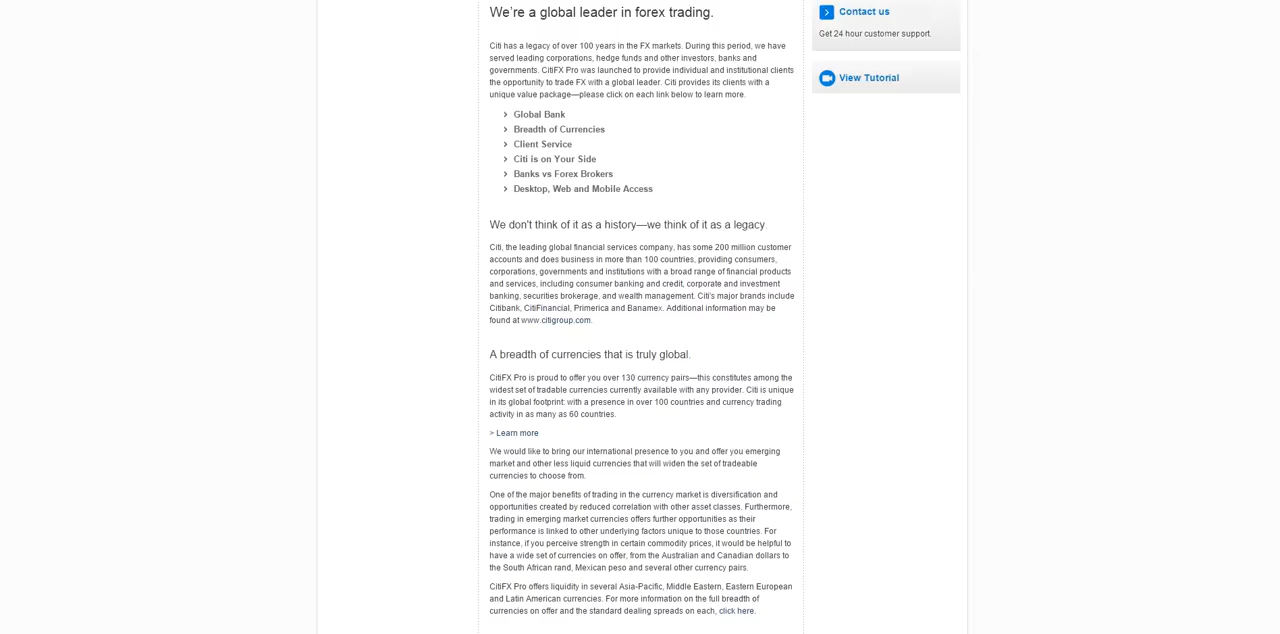 We're a global leader in forex trading.
Citi has a legacy of over 100 years in the FX markets. During this period, we have
served leading corporations, hedge funds and other investors, banks and
governments. CitiFX Pro was launched to provide individual and institutional clients
the opportunity to trade FX with a global leader. Citi provides its clients with a
unique value package—please click on each link below to learn more.
Global Bank
Breadth of Currencies
Client Service
Citi is on Your Side
Banks vs Forex Brokers
Desktop, Web and Mobile Access
We don't think of it as a history—we think of it as a legacy.
Citi, the leading global financial services company, has some 200 million customer
accounts and does business in more than 100 countries, providing consumers,
corporations, governments and institutions with a broad range of financial products
and services, including consumer banking and credit, corporate and investment
banking, securities brokerage, and wealth management. Citi's major brands include
Citibank, CitiFinancial, Primerica and Banamex. Additional information may be
found at www.citigroup.com.
A breadth of currencies that is truly global.
CitiFX Pro is proud to offer you over 130 currency pairs—this constitutes among the
widest set of tradable currencies currently available with any provider. Citi is unique
in its global footprint: with a presence in over 100 countries and currency trading
activity in as many as 60 countries.
> Learn more
We would like to bring our international presence to you and offer you emerging
market and other less liquid currencies that will widen the set of tradeable
currencies to choose from.
One of the major benefits of trading in the currency market is diversification and
opportunities created by reduced correlation with other asset classes. Furthermore,
trading in emerging market currencies offers further opportunities as their
performance is linked to other underlying factors unique to those countries. For
instance, if you perceive strength in certain commodity prices, it would be helpful to
have a wide set of currencies on offer, from the Australian and Canadian dollars to
the South African rand, Mexican peso and several other currency pairs.
CitiFX Pro offers liquidity in several Asia-Pacific, Middle Eastern, Eastern European
and Latin American currencies. For more information on the full breadth of
currencies on offer and the standard dealing spreads on each, click here.
Contact us
Get 24 hour customer support.
View Tutorial